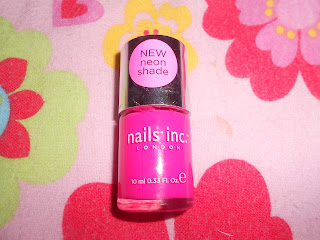 NEW
neon
shade
nails inc.
LONDON
10 ml 0.33 Fl. Oz. e